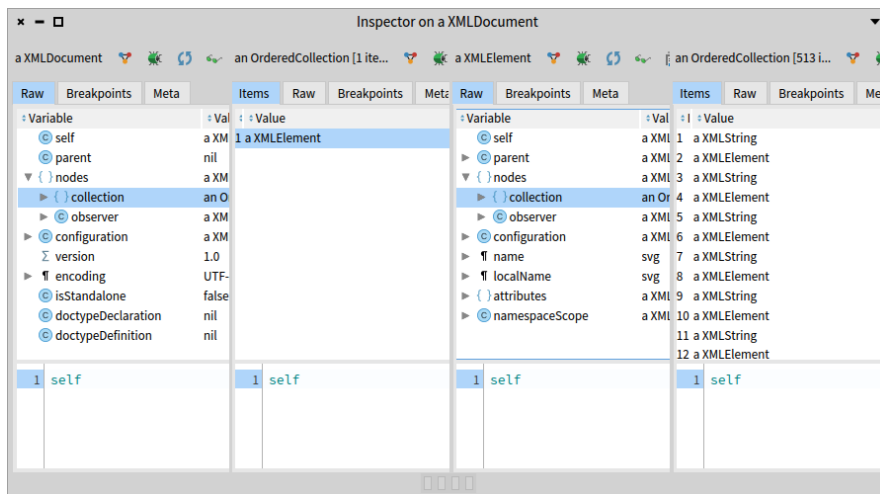 Inspector on a XMLDocument
a XMLDocument
an OrderedCollection [1 ite...
a XMLElement
an OrderedCollection [513 i...
Raw Breakpoints Meta
Items Raw Breakpoints Meta
Raw Breakpoints Meta
Items Raw Breakpoints Me
Variable Val
self a XM
parent nil
nodes a XM
{ } collection an O
observer a XM
configuration a XM
Σ version 1.0
¶ encoding UTF-
isStandalone false
doctypeDeclaration nil
doctypeDefinition nil
1 self
Value
1 a XMLElement
1 self
Variable Val
self a XML
parent a XML
{ } nodes a XML
{ } collection an Or
observer a XML
configuration a XML
¶ name svg
¶ localName svg
{ } attributes a XML
namespaceScope a XML
1 self
I Value
1 a XMLString
2 a XMLElement
3 a XMLString
4 a XMLElement
5 a XMLString
6 a XMLElement
7 a XMLString
8 a XMLElement
9 a XMLString
10 a XMLElement
11 a XMLString
12 a XMLElement
1 self